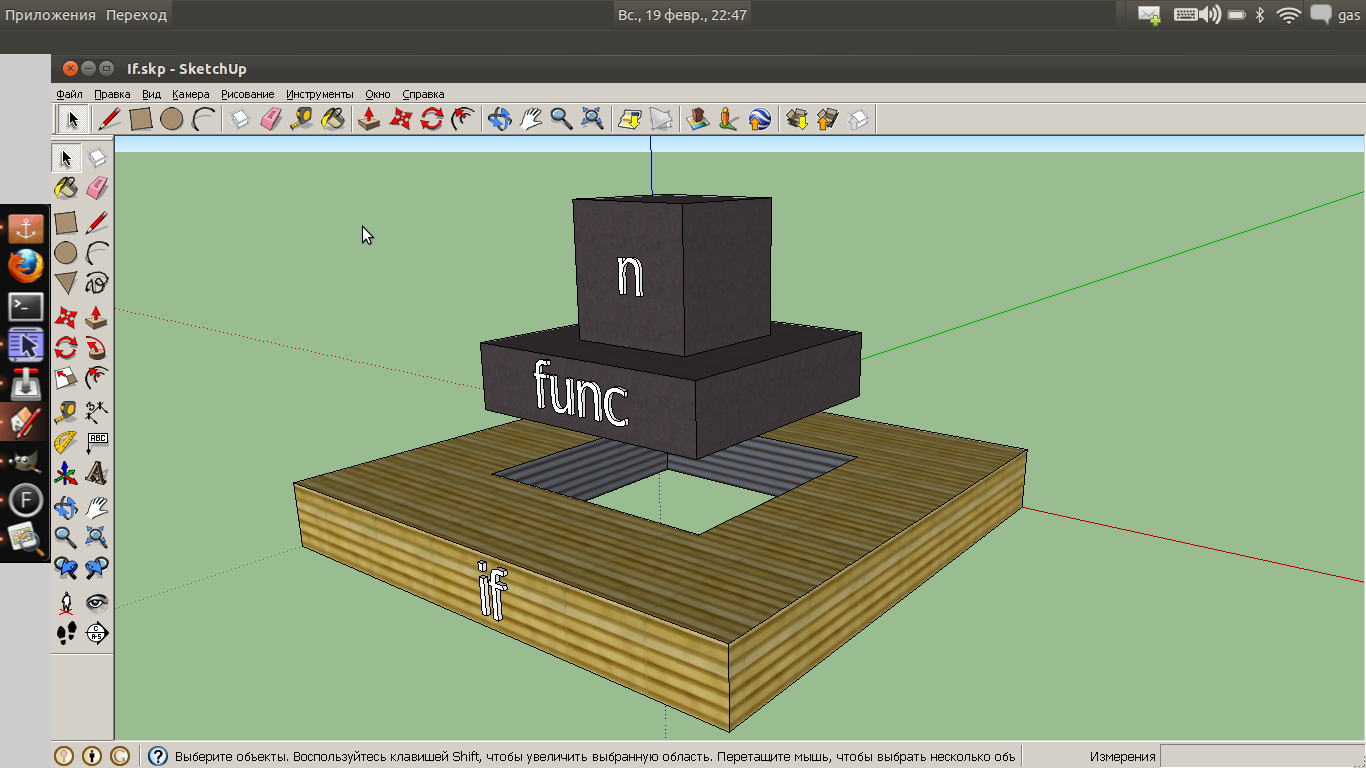 Приложения Переход
Вс., 19 февр., 22:47
gas
If.skp - SketchUp
Файл Правка Вид Камера Рисование Инструменты Окно Справка
n
func
if
ABC
Выберите объекты. Воспользуйтесь клавишей Shift, чтобы увеличить выбранную область. Перетащите мышь, чтобы выбрать несколько объ
Измерения